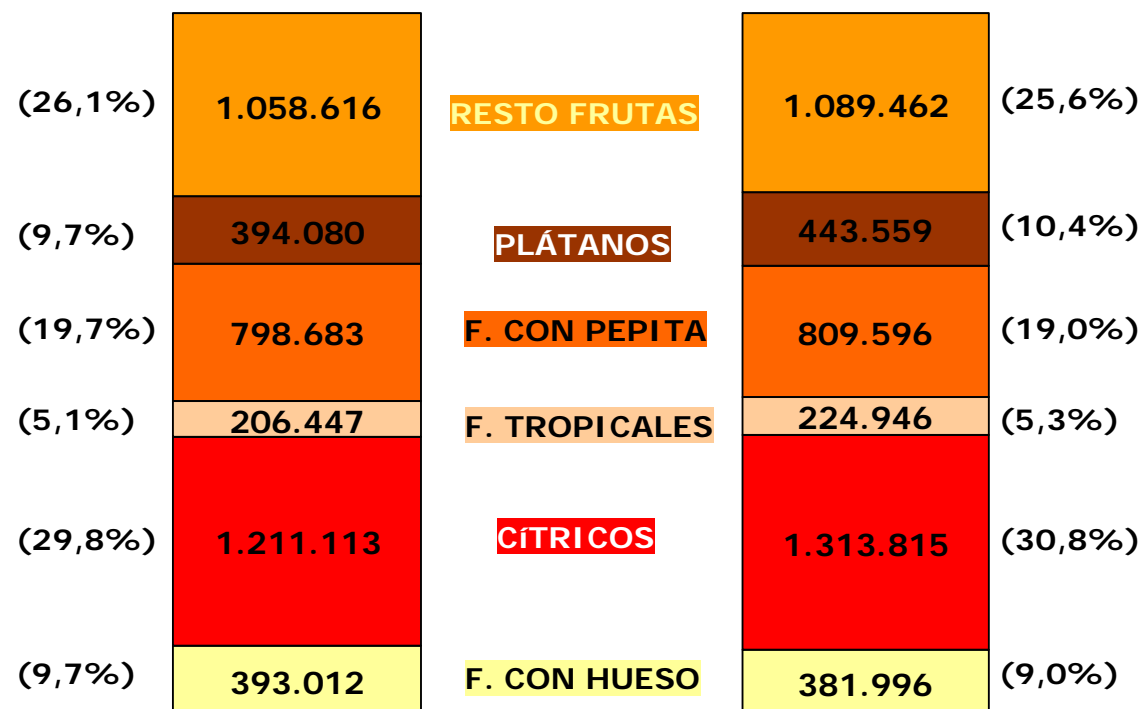 (26,1%) 1.058.616 RESTO FRUTAS 1.089.462 (25,6%)
(9,7%) 394.080 PLÁTANOS 443.559 (10,4%)
(19,7%) 798.683 F. CON PEPITA 809.596 (19,0%)
(5,1%) 206.447 F. TROPICALES 224.946 (5,3%)
(29,8%) 1.211.113 CíTRICOS 1.313.815 (30,8%)
(9,7%) 393.012 F. CON HUESO 381.996 (9,0%)